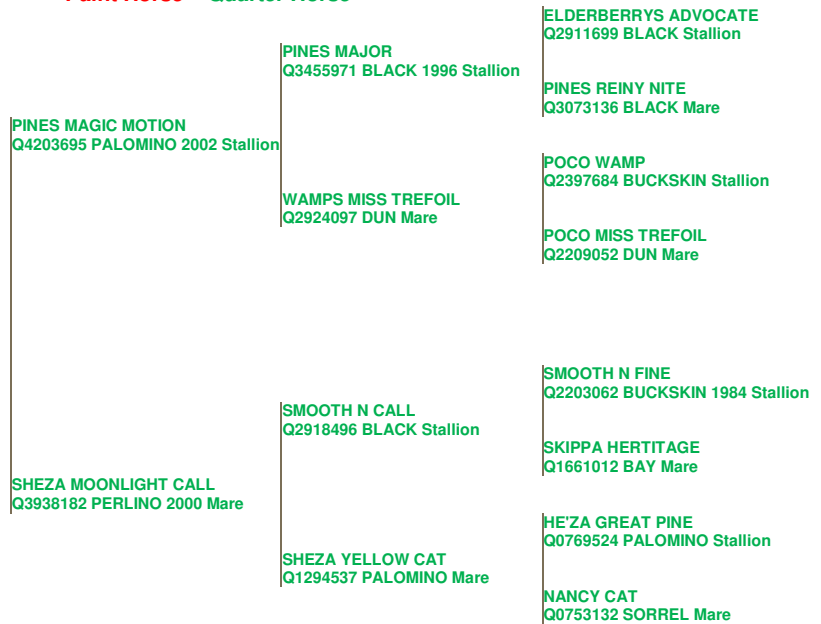 Paint Horse Quarter Horse
ELDERBERRYS ADVOCATE
Q2911699 BLACK Stallion
PINES MAJOR
Q3455971 BLACK 1996 Stallion
PINES REINY NITE
Q3073136 BLACK Mare
PINES MAGIC MOTION
Q4203695 PALOMINO 2002 Stallion
POCO WAMP
Q2397684 BUCKSKIN Stallion
WAMPS MISS TREFOIL
Q2924097 DUN Mare
POCO MISS TREFOIL
Q2209052 DUN Mare
SMOOTH N FINE
Q2203062 BUCKSKIN 1984 Stallion
SMOOTH N CALL
Q2918496 BLACK Stallion
SKIPPA HERTITAGE
Q1661012 BAY Mare
SHEZA MOONLIGHT CALL
Q3938182 PERLINO 2000 Mare
HE'ZA GREAT PINE
Q0769524 PALOMINO Stallion
SHEZA YELLOW CAT
Q1294537 PALOMINO Mare
NANCY CAT
Q0753132 SORREL Mare